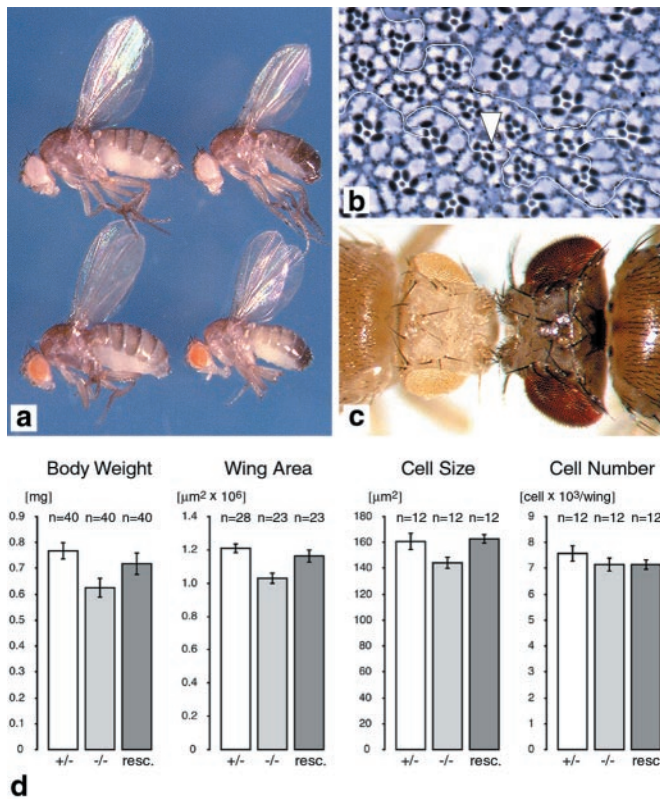 a
b
c
Body Weight
[mg]
n=40 n=40 n=40
0.9
0.8
0.7
0.6
0.5
0.4
0.3
0.2
0.1
0
+/- -/- resc.
Wing Area
[µm² x 10⁶]
n=28 n=23 n=23
1.4
1.2
1
0.8
0.6
0.4
0.2
0
+/- -/- resc.
Cell Size
[µm²]
n=12 n=12 n=12
180
160
140
120
100
80
60
40
20
0
+/- -/- resc.
Cell Number
[cell x 10³/wing]
n=12 n=12 n=12
9
8
7
6
5
4
3
2
1
0
+/- -/- resc.
d